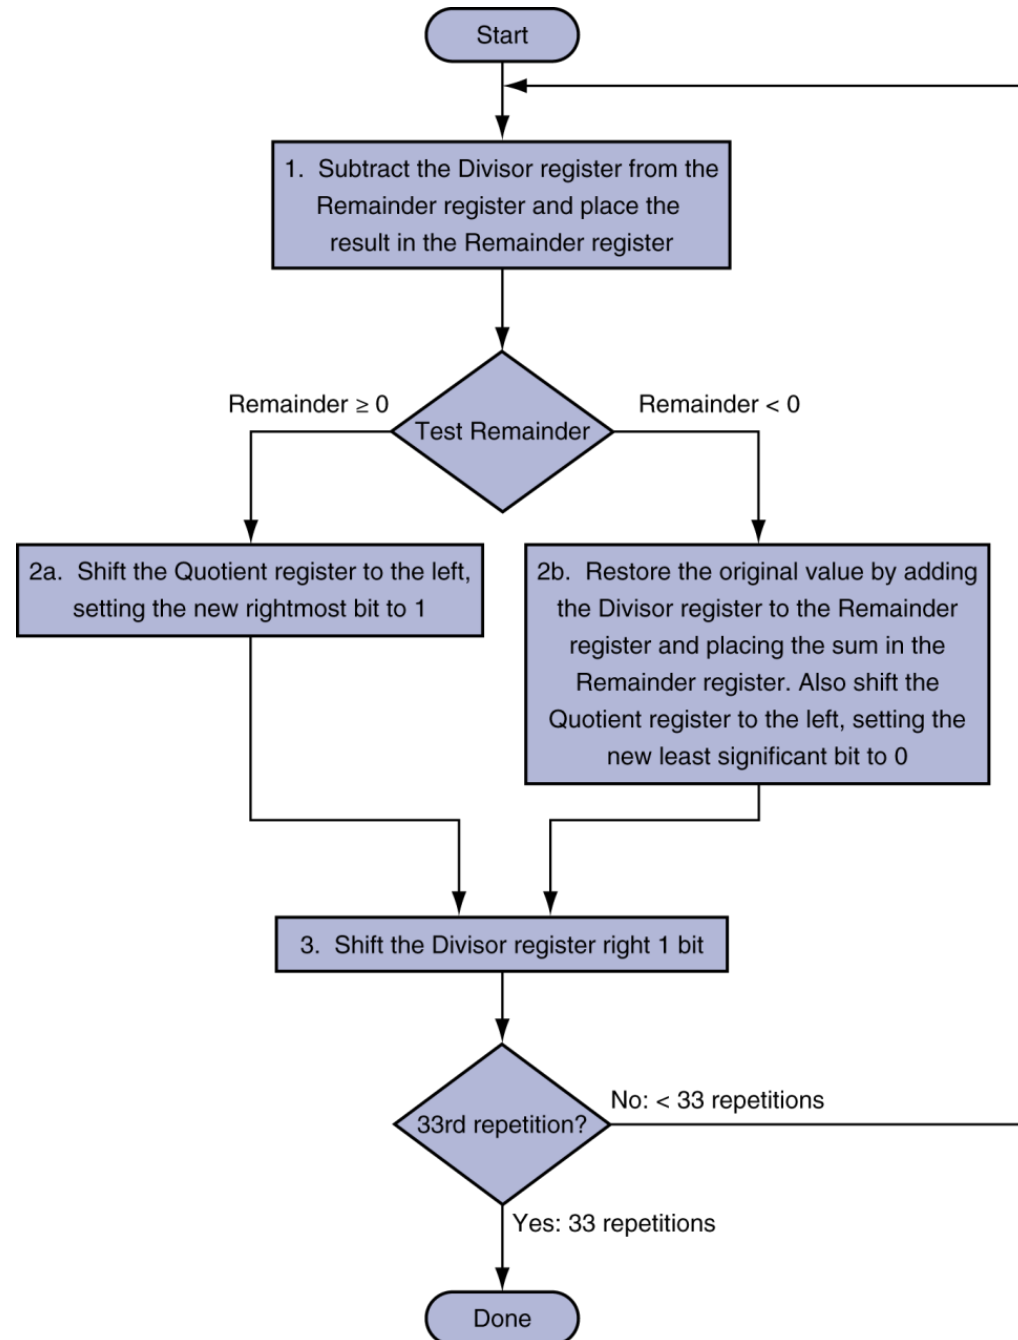 Start
1. Subtract the Divisor register from the
Remainder register and place the
result in the Remainder register
Test Remainder
Remainder ≥ 0
Remainder < 0
2a. Shift the Quotient register to the left,
setting the new rightmost bit to 1
2b. Restore the original value by adding
the Divisor register to the Remainder
register and placing the sum in the
Remainder register. Also shift the
Quotient register to the left, setting the
new least significant bit to 0
3. Shift the Divisor register right 1 bit
33rd repetition?
No: < 33 repetitions
Yes: 33 repetitions
Done